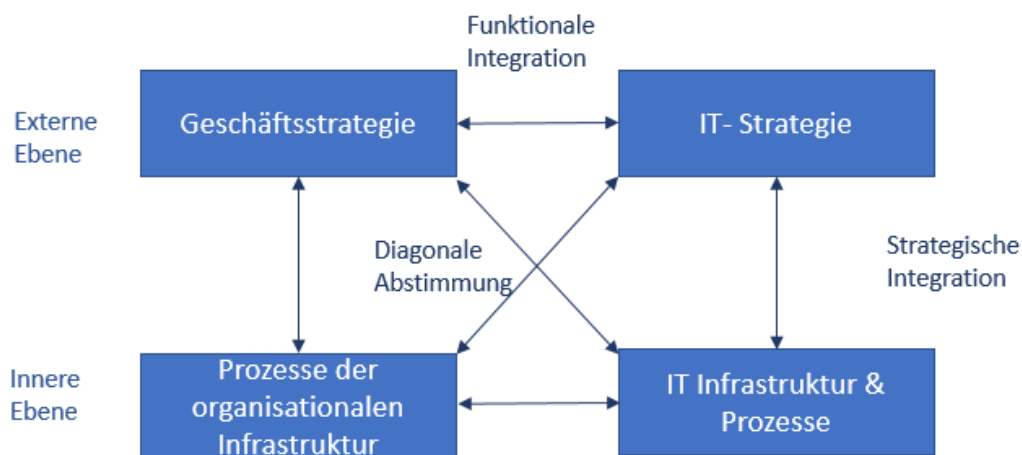 Funktionale
Integration
Externe
Ebene
Geschäftsstrategie
IT- Strategie
Diagonale
Abstimmung
Strategische
Integration
Innere
Ebene
Prozesse der
organisationalen
Infrastruktur
IT Infrastruktur &
Prozesse